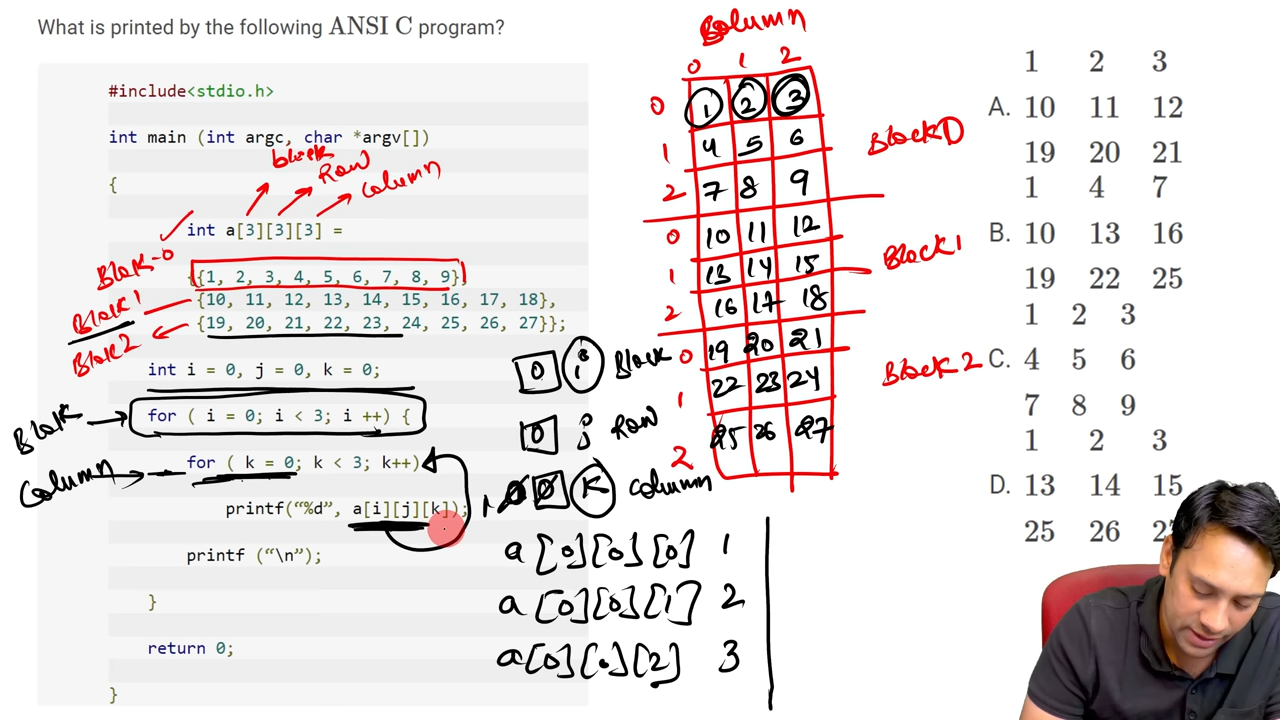 What is printed by the following ANSI C program?
#include<stdio.h>
int main (int argc, char *argv[])
{
block
Row
column
int a[3][3][3] =
Block-0
{{1, 2, 3, 4, 5, 6, 7, 8, 9},
Block1
{10, 11, 12, 13, 14, 15, 16, 17, 18},
Block2
{19, 20, 21, 22, 23, 24, 25, 26, 27}};
int i = 0, j = 0, k = 0;
Block
for ( i = 0; i < 3; i ++) {
column
for ( k = 0; k < 3; k++)
printf(“%d”, a[i][j][k]);
printf (“\n”);
}
return 0;
}
0 i Block
0 j Row
1 0 0 K column
a[0][0][0] 1
a[0][0][1] 2
a[0][0][2] 3
Column
0 1 2
0 1 2 3
1 4 5 6
2 7 8 9
Block0
0 10 11 12
1 13 14 15
2 16 17 18
Block1
0 19 20 21
1 22 23 24
2 25 26 27
Block2
1 2 3
A. 10 11 12
19 20 21
1 4 7
B. 10 13 16
19 22 25
1 2 3
C. 4 5 6
7 8 9
1 2 3
D. 13 14 15
25 26